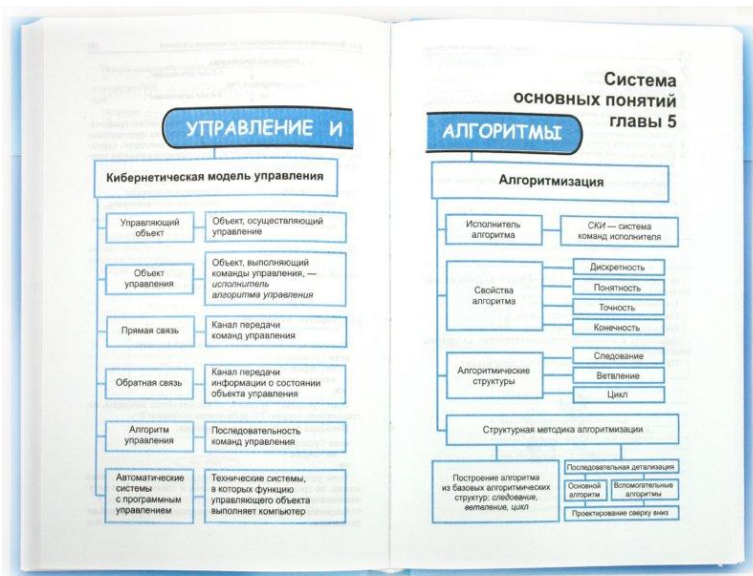 УПРАВЛЕНИЕ И
Кибернетическая модель управления
Управляющий
объект
Объект, осуществляющий
управление
Объект
управления
Объект, выполняющий
команды управления, —
исполнитель
алгоритма управления
Прямая связь
Канал передачи
команд управления
Обратная связь
Канал передачи
информации о состоянии
объекта управления
Алгоритм
управления
Последовательность
команд управления
Автоматические
системы
с программным
управлением
Технические системы,
в которых функцию
управляющего объекта
выполняет компьютер
Система
основных понятий
главы 5
АЛГОРИТМЫ
Алгоритмизация
Исполнитель
алгоритма
СКИ — система
команд исполнителя
Свойства
алгоритма
Дискретность
Понятность
Точность
Конечность
Алгоритмические
структуры
Следование
Ветвление
Цикл
Структурная методика алгоритмизации
Построение алгоритма
из базовых алгоритмических
структур: следование,
ветвление, цикл
Последовательная детализация
Основной
алгоритм
Вспомогательные
алгоритмы
Проектирование сверху вниз